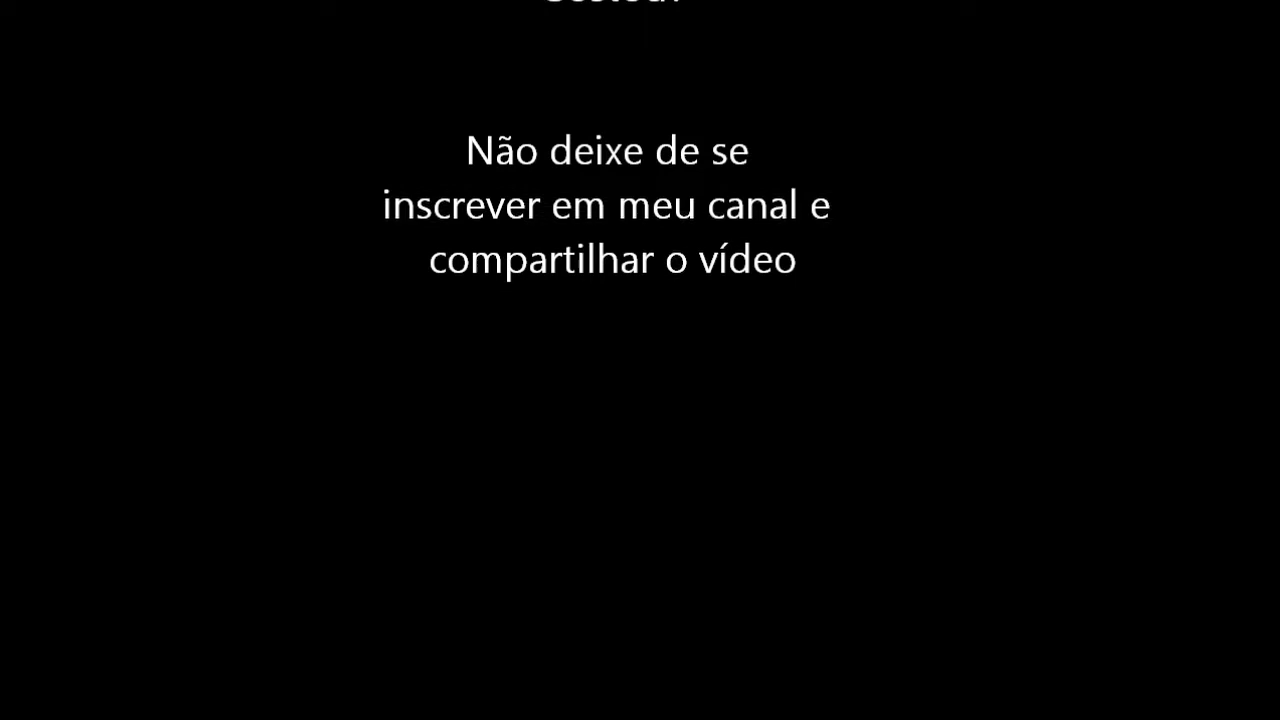 Não deixe de se
inscrever em meu canal e
compartilhar o vídeo